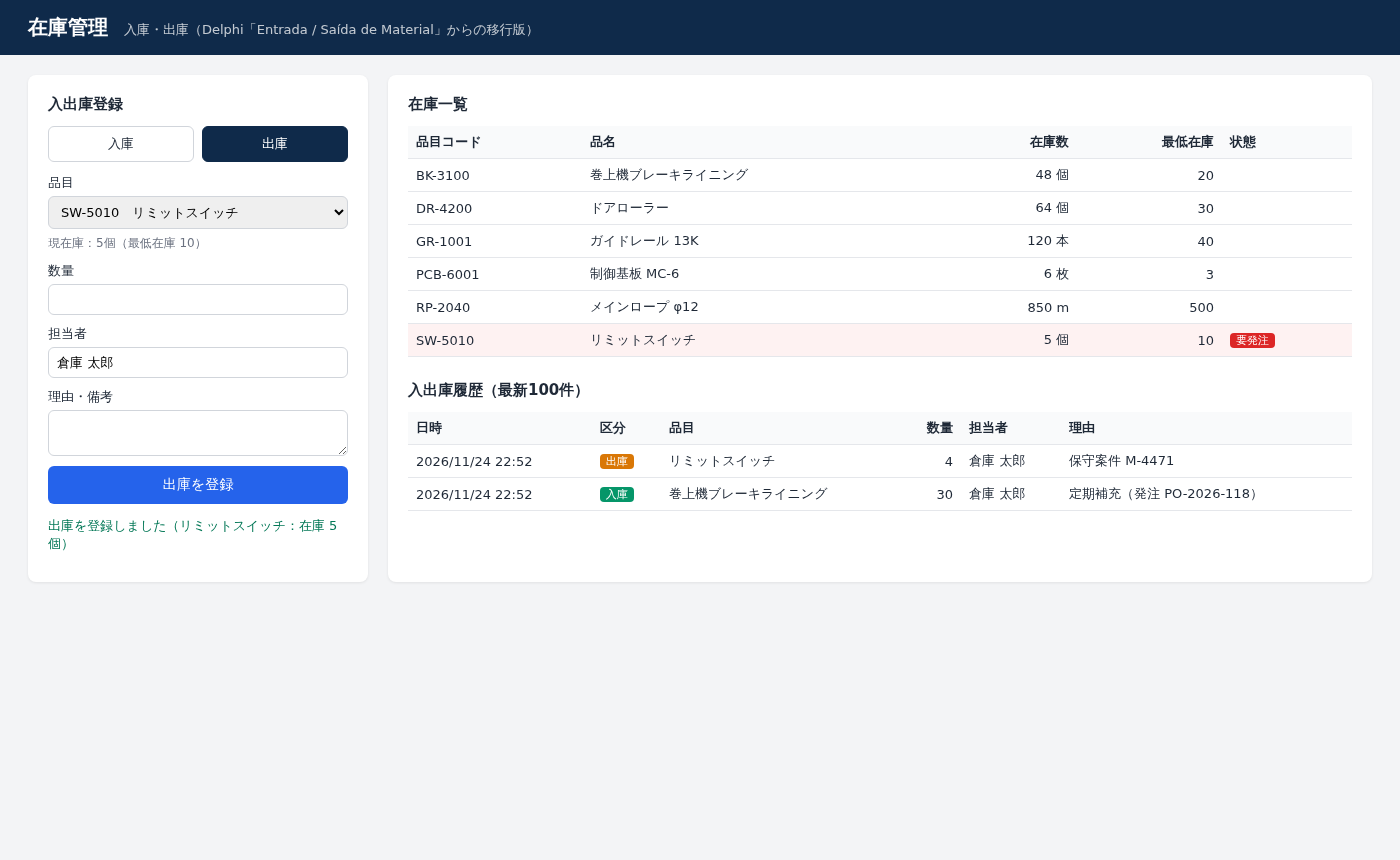 在庫管理 入庫・出庫（Delphi「Entrada / Saída de Material」からの移行版）
入出庫登録
入庫 出庫
品目
SW-5010 リミットスイッチ
現在庫：5個（最低在庫 10）
数量
担当者
倉庫 太郎
理由・備考
出庫を登録
出庫を登録しました（リミットスイッチ：在庫 5
個）
在庫一覧
品目コード 品名 在庫数 最低在庫 状態
BK-3100 巻上機ブレーキライニング 48 個 20
DR-4200 ドアローラー 64 個 30
GR-1001 ガイドレール 13K 120 本 40
PCB-6001 制御基板 MC-6 6 枚 3
RP-2040 メインロープ φ12 850 m 500
SW-5010 リミットスイッチ 5 個 10 要発注
入出庫履歴（最新100件）
日時 区分 品目 数量 担当者 理由
2026/11/24 22:52 出庫 リミットスイッチ 4 倉庫 太郎 保守案件 M-4471
2026/11/24 22:52 入庫 巻上機ブレーキライニング 30 倉庫 太郎 定期補充（発注 PO-2026-118）